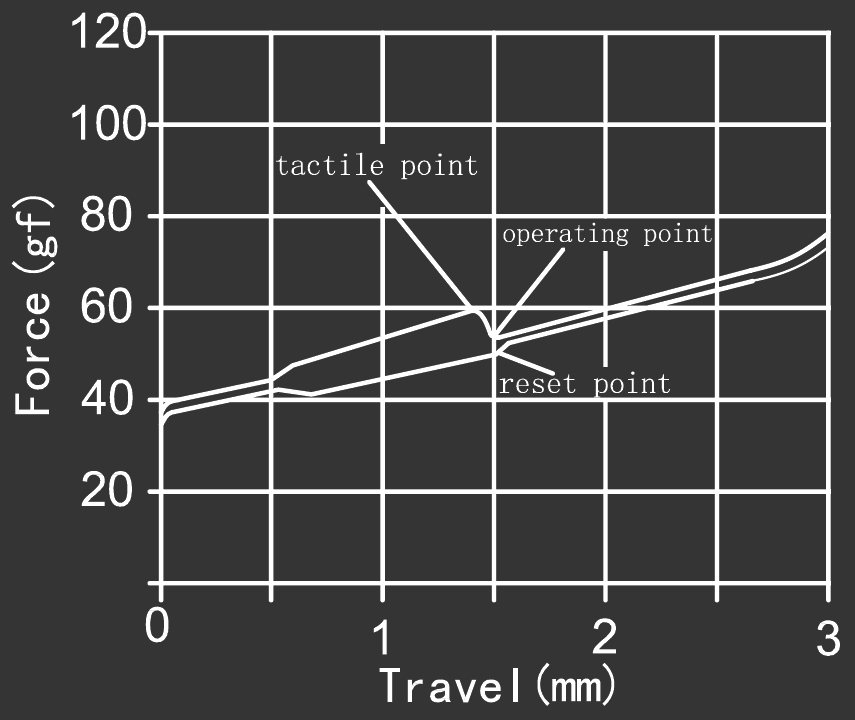 120
100
tactile point
80
operating point
60
reset point
40
20
0
1
2
3
Force (gf)
Travel (mm)